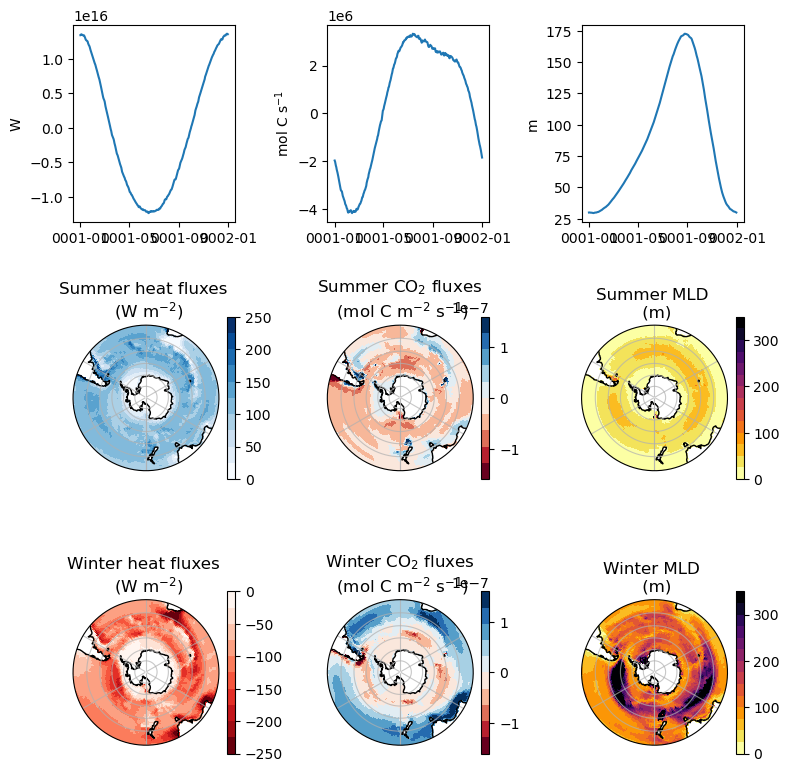 1e16
1e6
1.0
0.5
0.0
−0.5
−1.0
W
2
0
−2
−4
mol C s⁻¹
175
150
125
100
75
50
25
m
0001-01 0001-05 0001-09 0002-01
0001-01 0001-05 0001-09 0002-01
0001-01 0001-05 0001-09 0002-01
Summer heat fluxes
(W m⁻²)
250
200
150
100
50
0
Summer CO₂ fluxes
(mol C m⁻² s⁻¹)
1e−7
1
0
−1
Summer MLD
(m)
300
200
100
0
Winter heat fluxes
(W m⁻²)
0
−50
−100
−150
−200
−250
Winter CO₂ fluxes
(mol C m⁻² s⁻¹)
1e−7
1
0
−1
Winter MLD
(m)
300
200
100
0